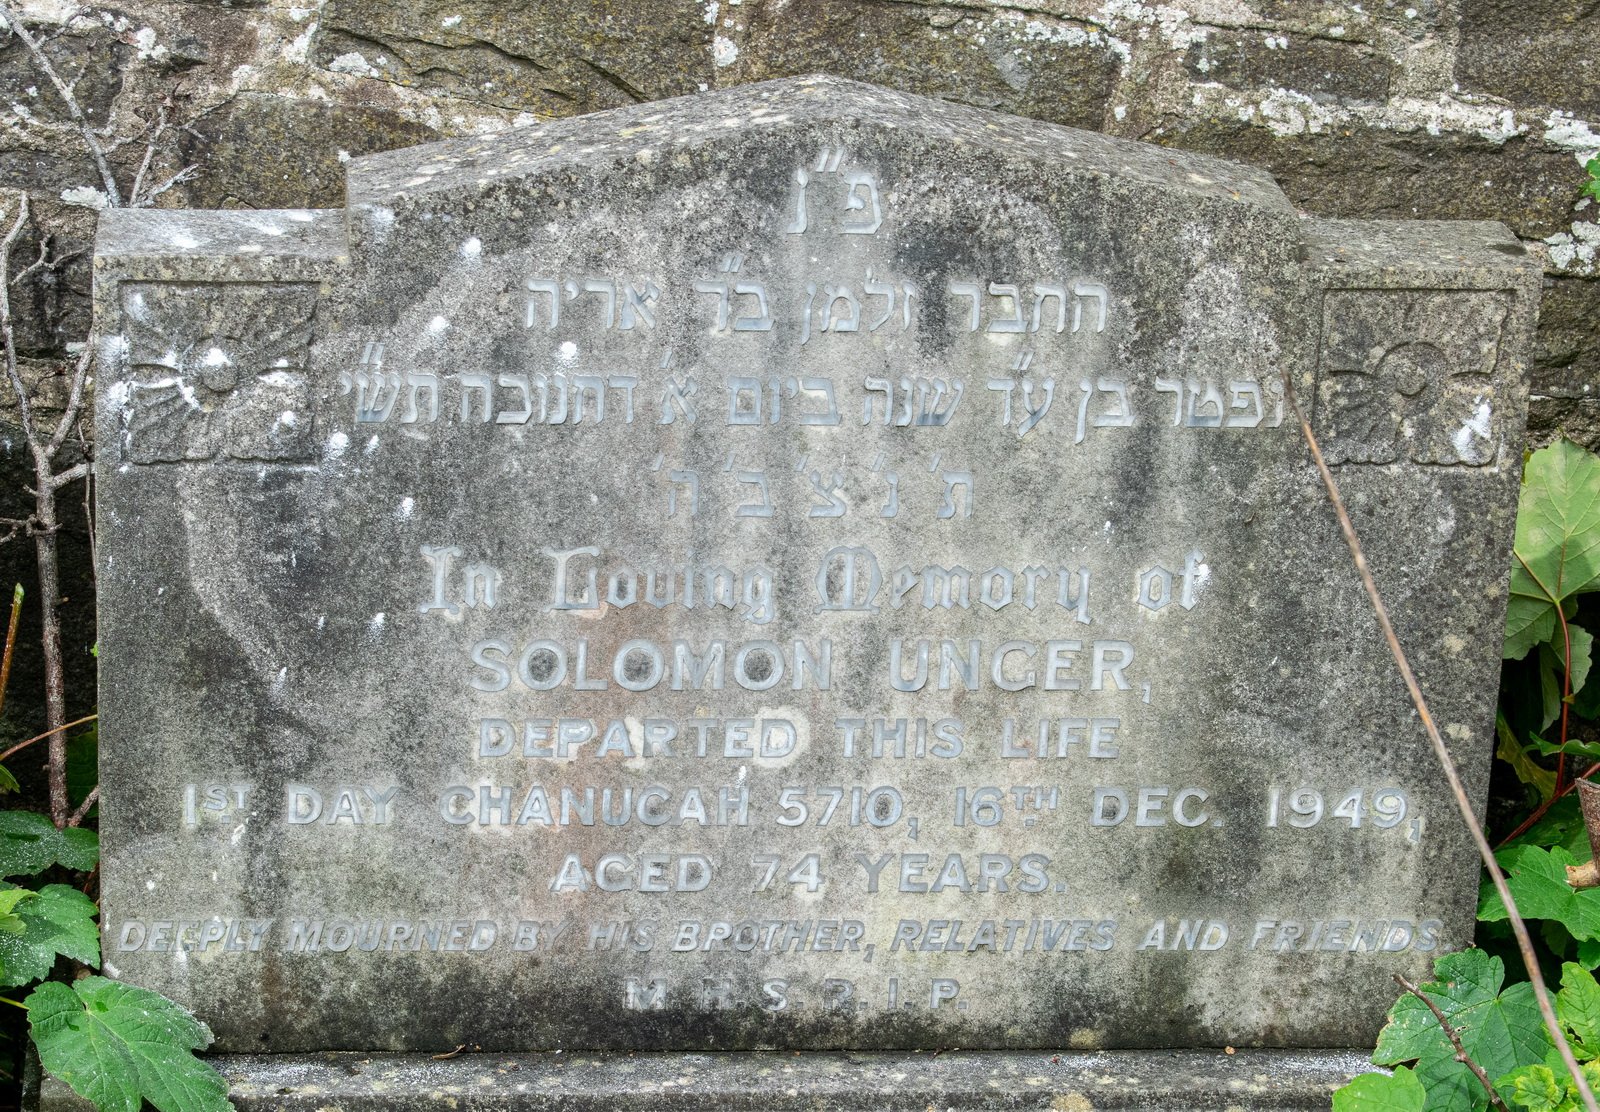 פ״ן
החבר זלמן ב״ר אריה
נפטר בן ע״ד שנה ביום א׳ דחנוכה תש״י
ת׳ נ׳ צ׳ ב׳ ה׳
In Loving Memory of
SOLOMON UNGER,
DEPARTED THIS LIFE
1ST DAY CHANUCAH 5710, 16TH DEC. 1949,
AGED 74 YEARS.
DEEPLY MOURNED BY HIS BROTHER, RELATIVES AND FRIENDS.
M.H.S.R.I.P.